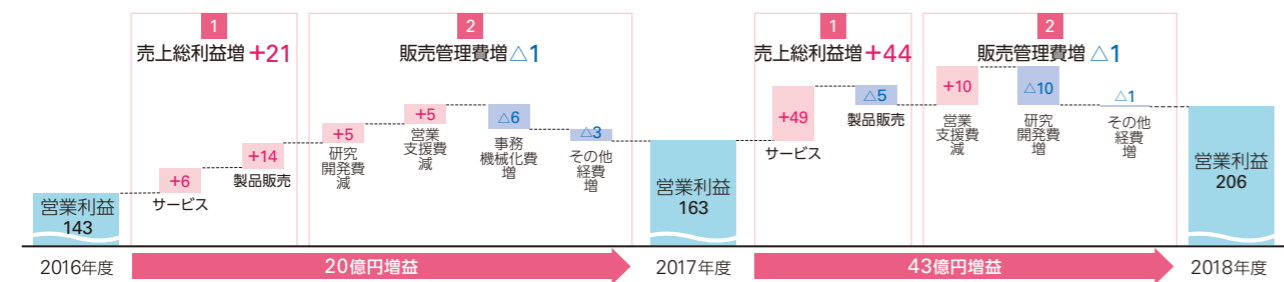 1
売上総利益増 +21
2
販売管理費増 △1
1
売上総利益増 +44
2
販売管理費増 △1
営業利益
143
+6
サービス
+14
製品販売
+5
研究
開発費
減
+5
営業
支援費
減
△6
事務
機械化費
増
△3
その他
経費
増
営業利益
163
+49
サービス
△5
製品販売
+10
営業
支援費
減
△10
研究
開発費
増
△1
その他
経費
増
営業利益
206
2016年度
20億円増益
2017年度
43億円増益
2018年度